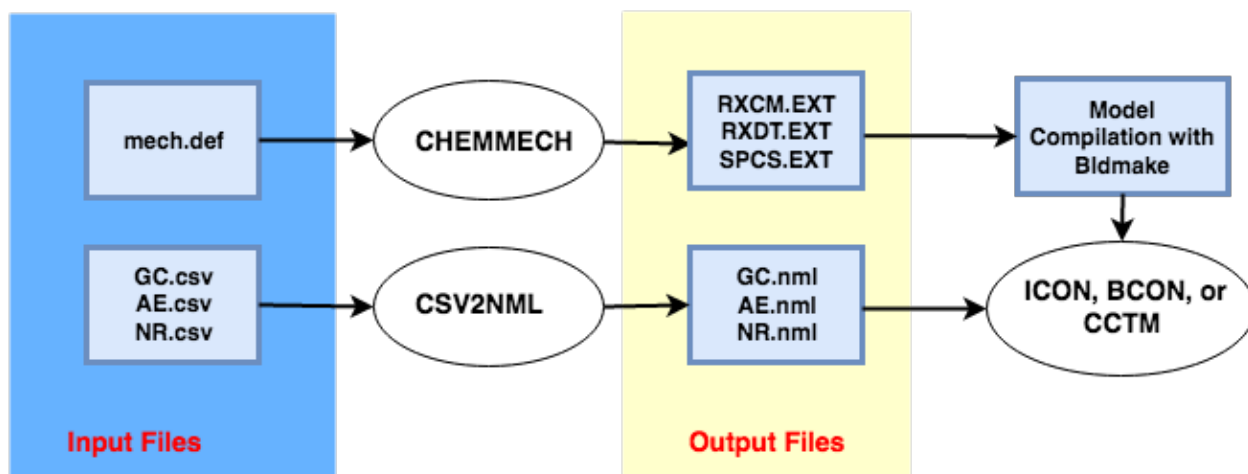 mech.def
CHEMMECH
RXCM.EXT
RXDT.EXT
SPCS.EXT
Model
Compilation with
Bldmake
GC.csv
AE.csv
NR.csv
CSV2NML
GC.nml
AE.nml
NR.nml
ICON, BCON, or
CCTM
Input Files
Output Files